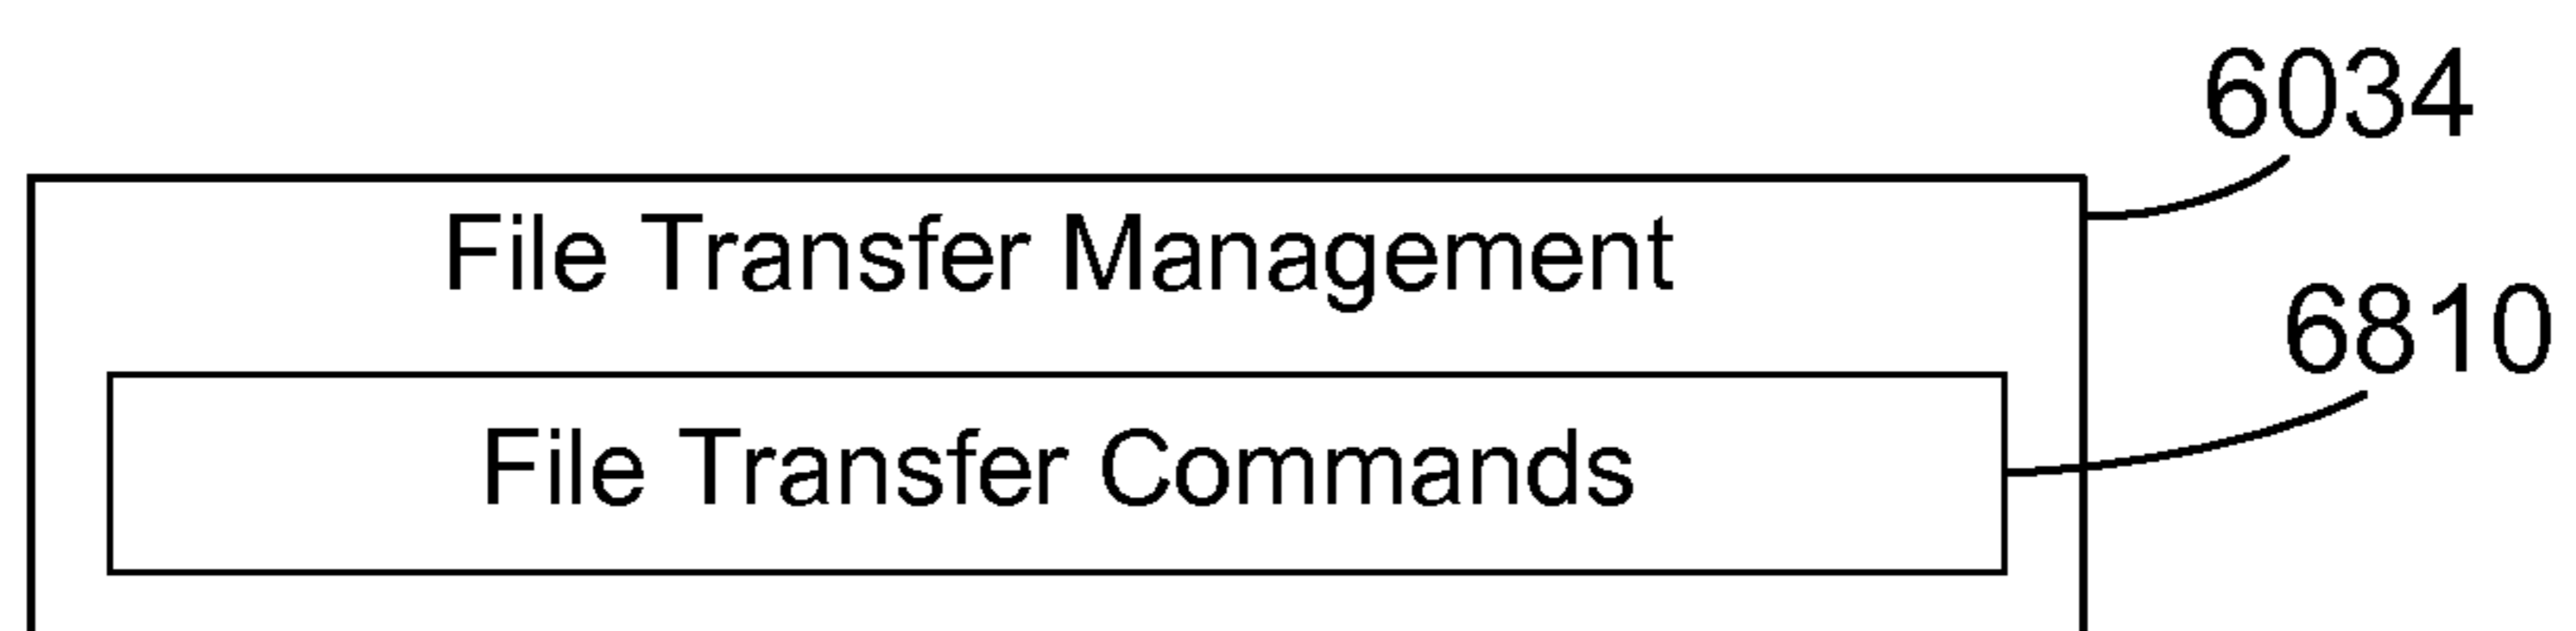 6034
File Transfer Management
6810
File Transfer Commands